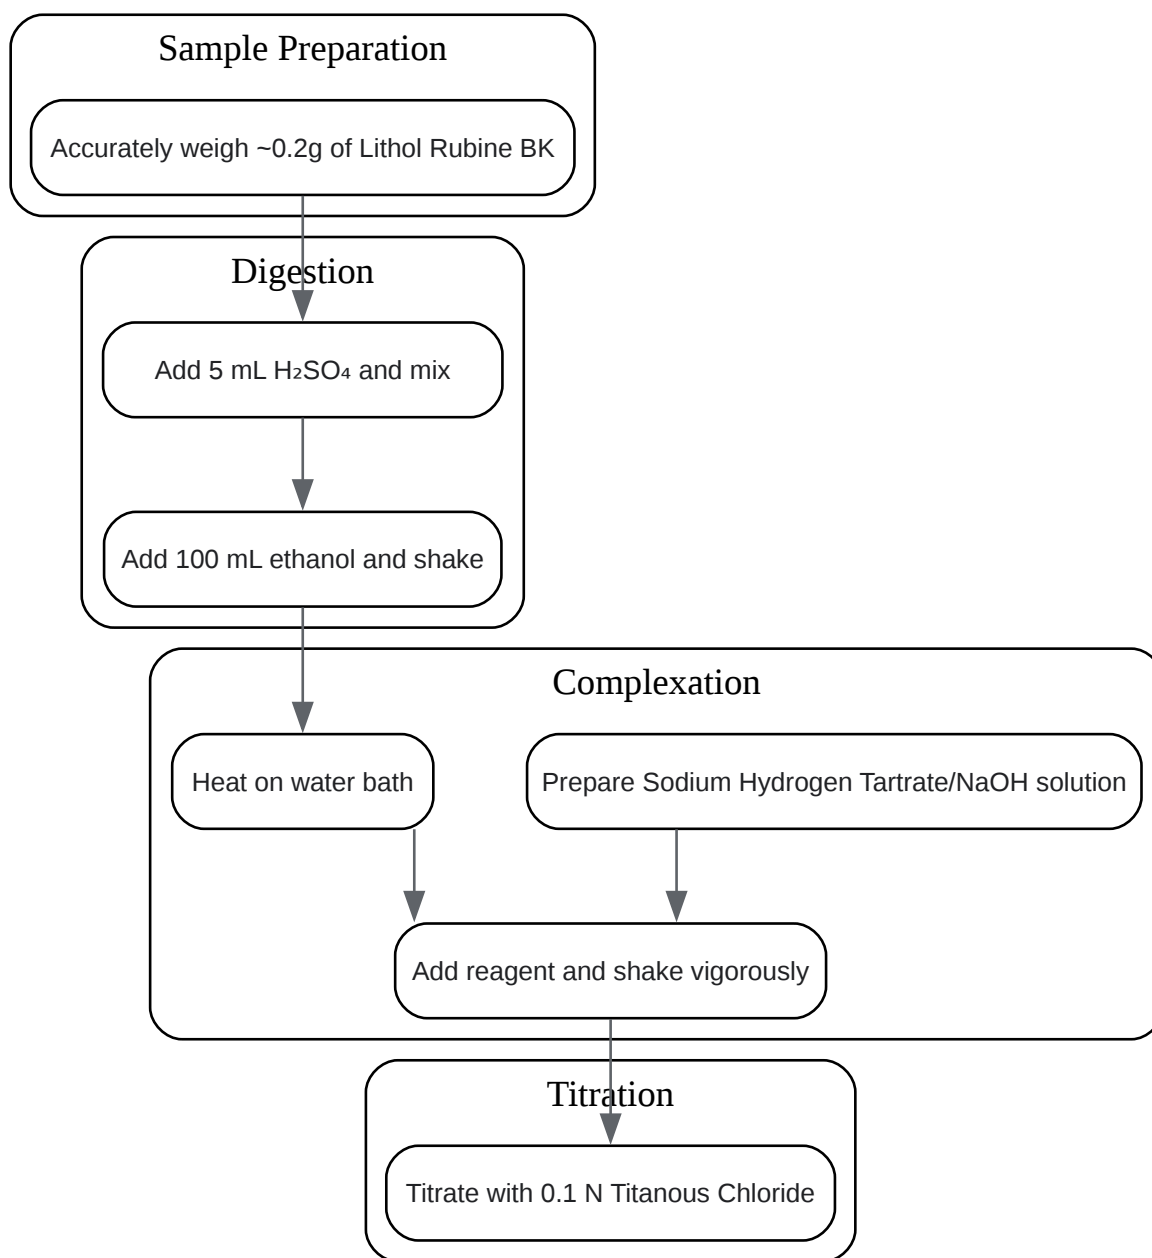 Sample Preparation
Accurately weigh ~0.2g of Lithol Rubine BK
Digestion
Add 5 mL H₂SO₄ and mix
Add 100 mL ethanol and shake
Complexation
Heat on water bath
Prepare Sodium Hydrogen Tartrate/NaOH solution
Add reagent and shake vigorously
Titration
Titrate with 0.1 N Titanous Chloride